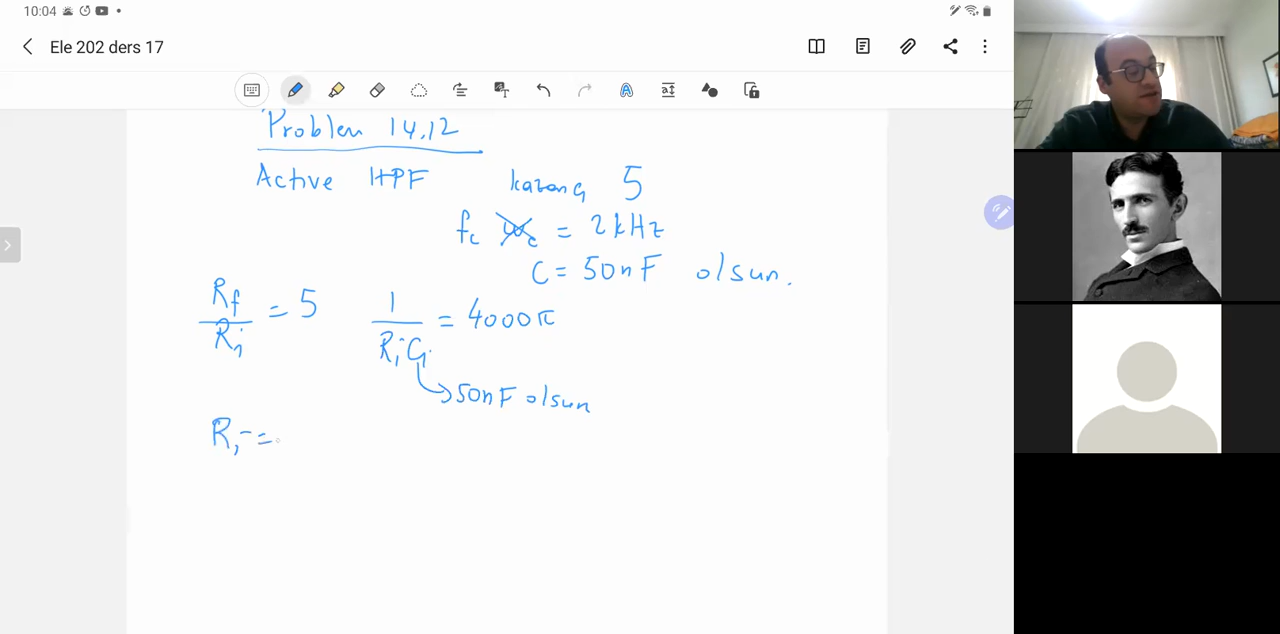 10:04
Ele 202 ders 17
Problem 14.12
Active HPF kazanç 5
fc wc = 2kHz
C = 50nF olsun.
Rf/Ri = 5 1/RiCi = 4000π
→ 50nF olsun
Ri =